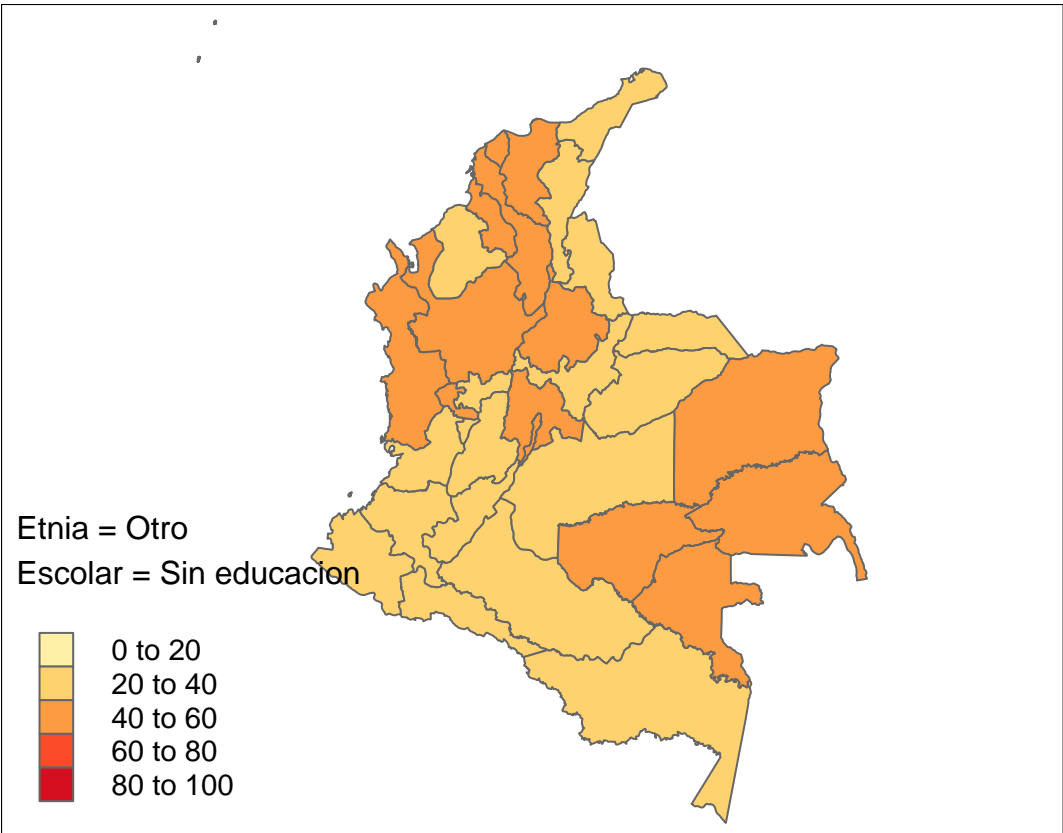 Etnia = Otro
Escolar = Sin educacion
0 to 20
20 to 40
40 to 60
60 to 80
80 to 100